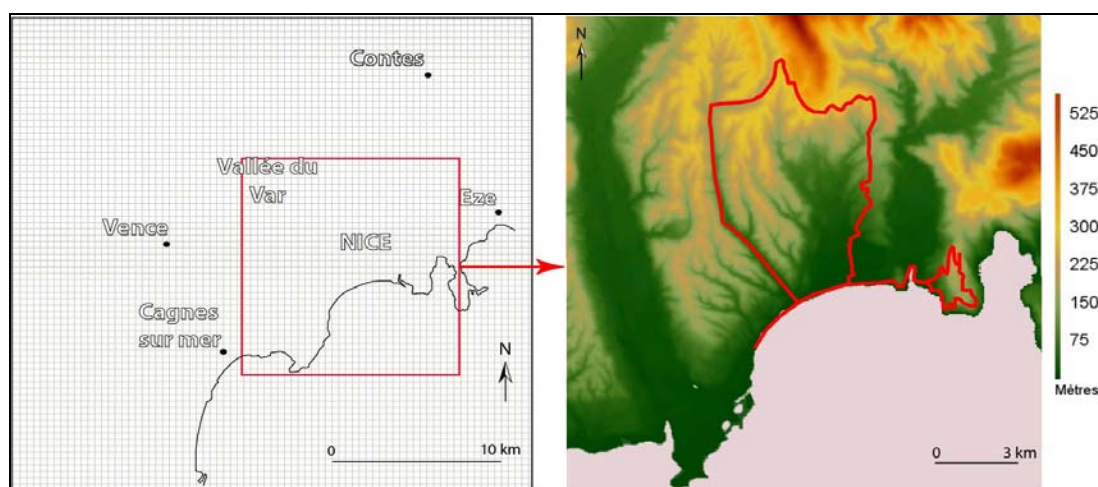 Contes
Vallée du
Var
Eze
Vence
NICE
Cagnes
sur mer
N
0 10 km
N
525
450
375
300
225
150
75
Métres
0 3 km